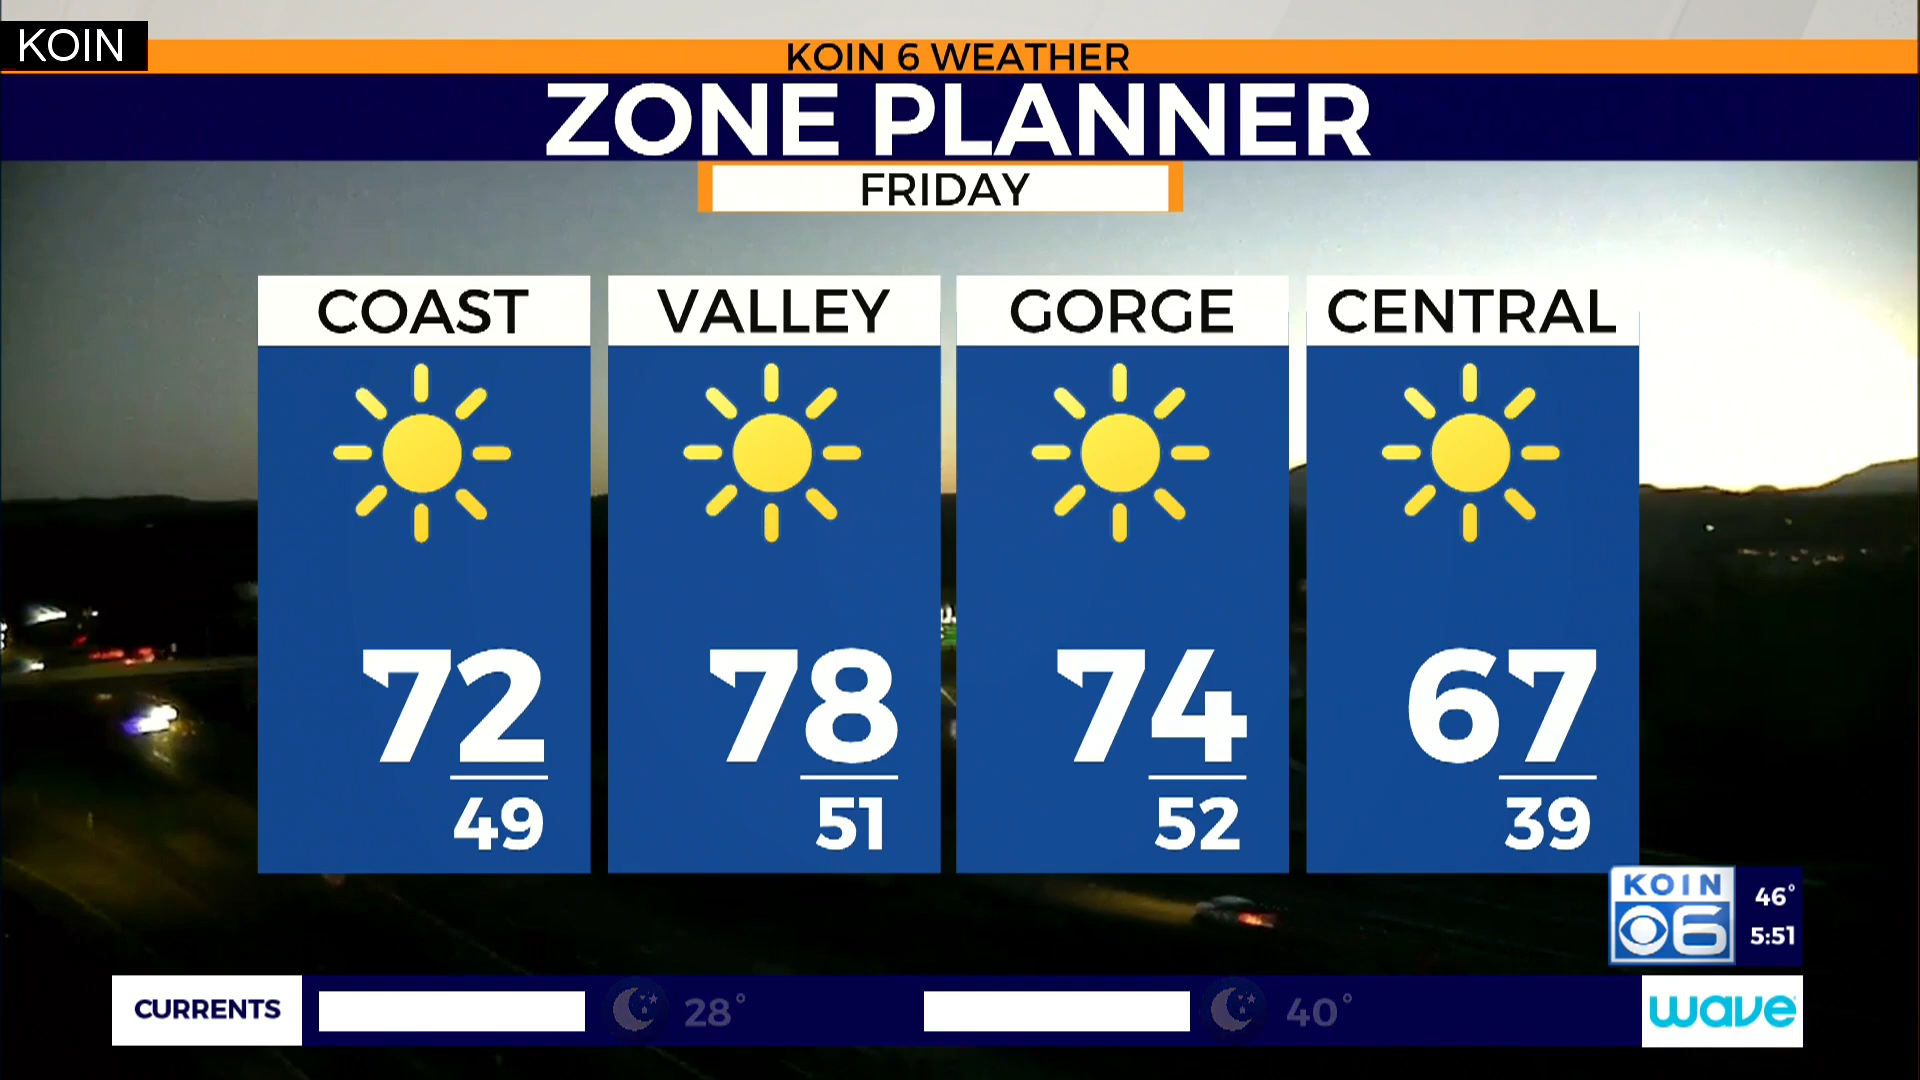 KOIN
KOIN 6 WEATHER
ZONE PLANNER
FRIDAY
COAST
VALLEY
GORGE
CENTRAL
72
78
74
67
49
51
52
39
KOIN
6
46°
5:51
CURRENTS
28°
40°
wave